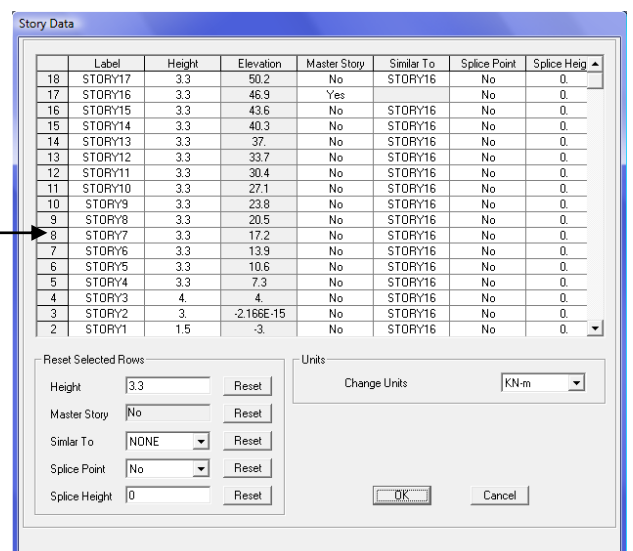 Story Data
Label Height Elevation Master Story Similar To Splice Point Splice Heig
18 STORY17 3.3 50.2 No STORY16 No 0.
17 STORY16 3.3 46.9 Yes No 0.
16 STORY15 3.3 43.6 No STORY16 No 0.
15 STORY14 3.3 40.3 No STORY16 No 0.
14 STORY13 3.3 37. No STORY16 No 0.
13 STORY12 3.3 33.7 No STORY16 No 0.
12 STORY11 3.3 30.4 No STORY16 No 0.
11 STORY10 3.3 27.1 No STORY16 No 0.
10 STORY9 3.3 23.8 No STORY16 No 0.
9 STORY8 3.3 20.5 No STORY16 No 0.
8 STORY7 3.3 17.2 No STORY16 No 0.
7 STORY6 3.3 13.9 No STORY16 No 0.
6 STORY5 3.3 10.6 No STORY16 No 0.
5 STORY4 3.3 7.3 No STORY16 No 0.
4 STORY3 4. 4. No STORY16 No 0.
3 STORY2 3. -2.166E-15 No STORY16 No 0.
2 STORY1 1.5 -3. No STORY16 No 0.
Reset Selected Rows
Height 3.3 Reset
Master Story No Reset
Simlar To NONE Reset
Splice Point No Reset
Splice Height 0 Reset
Units
Change Units KN-m
OK Cancel